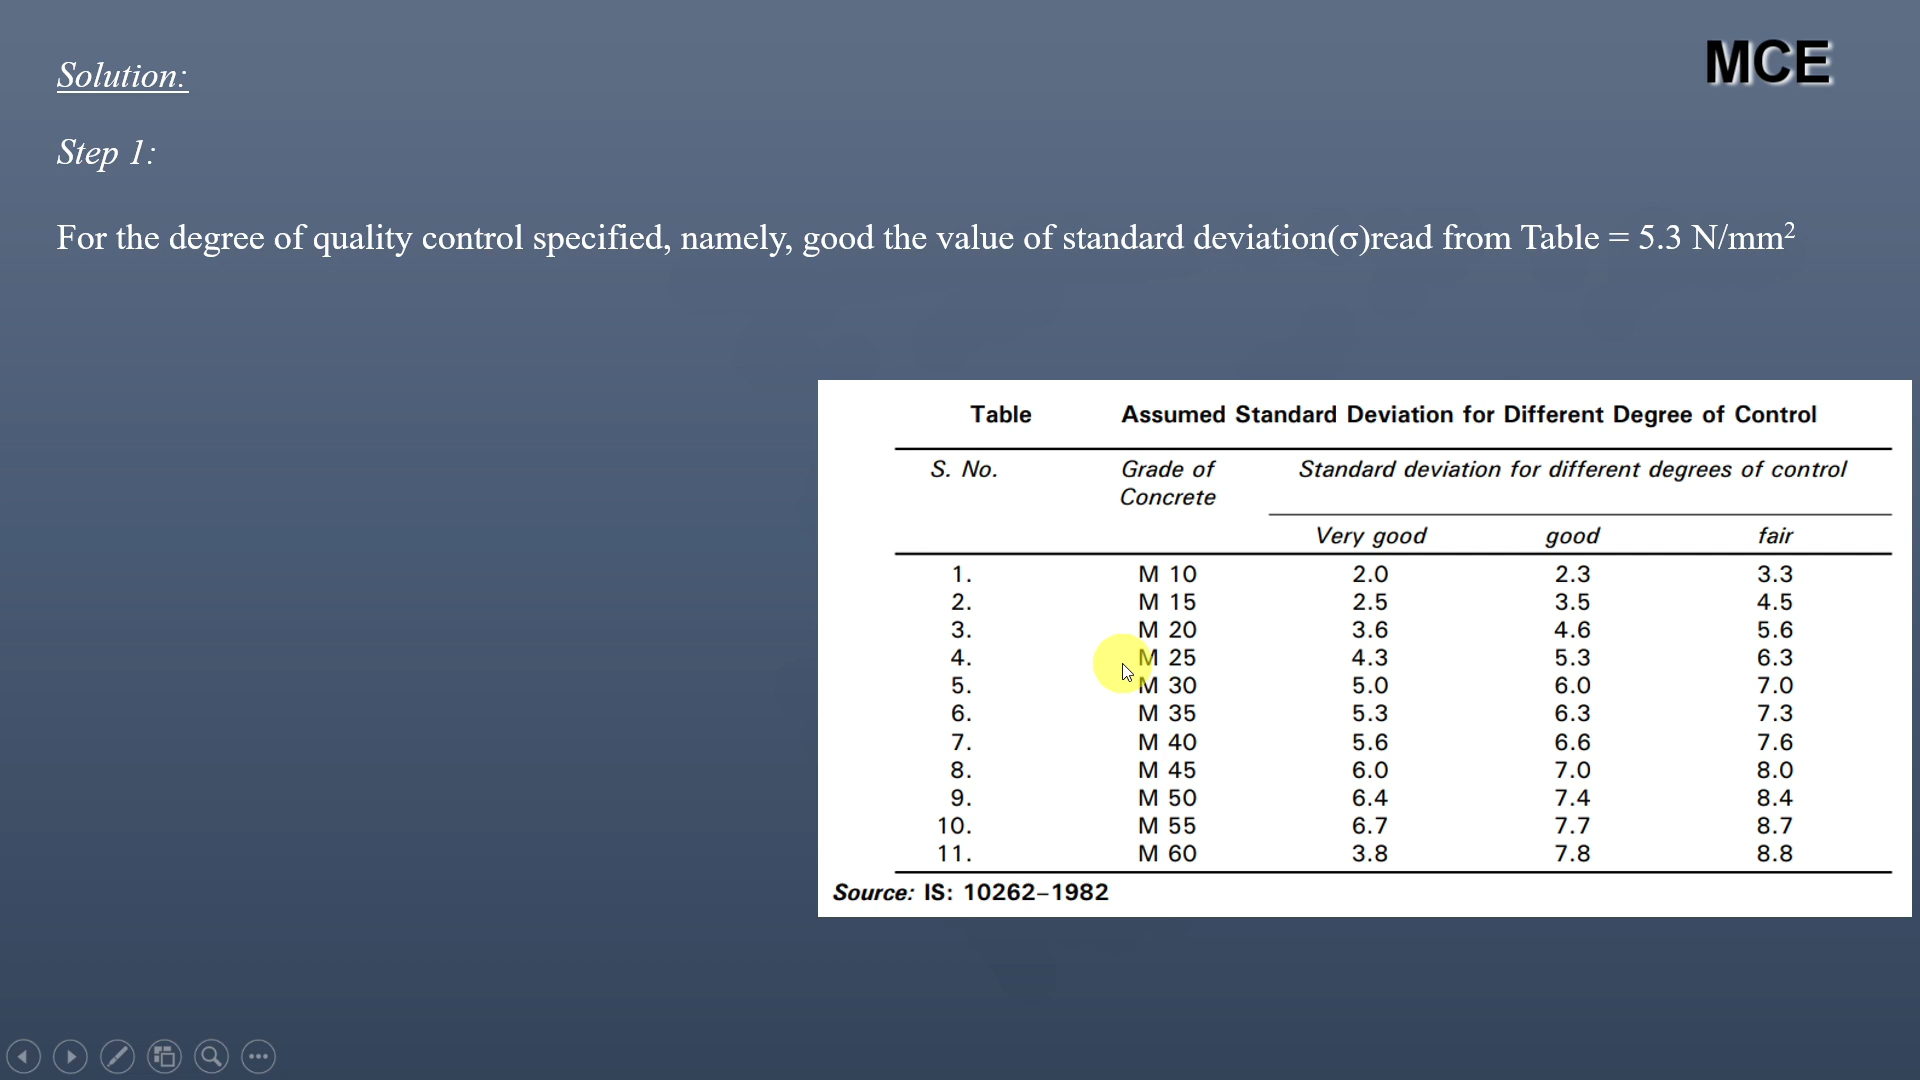 MCE
Solution:
Step 1:
For the degree of quality control specified, namely, good the value of standard deviation(σ)read from Table = 5.3 N/mm²
Table Assumed Standard Deviation for Different Degree of Control
S. No. Grade of Standard deviation for different degrees of control
Concrete
Very good good fair
1. M 10 2.0 2.3 3.3
2. M 15 2.5 3.5 4.5
3. M 20 3.6 4.6 5.6
4. M 25 4.3 5.3 6.3
5. M 30 5.0 6.0 7.0
6. M 35 5.3 6.3 7.3
7. M 40 5.6 6.6 7.6
8. M 45 6.0 7.0 8.0
9. M 50 6.4 7.4 8.4
10. M 55 6.7 7.7 8.7
11. M 60 3.8 7.8 8.8
Source: IS: 10262–1982